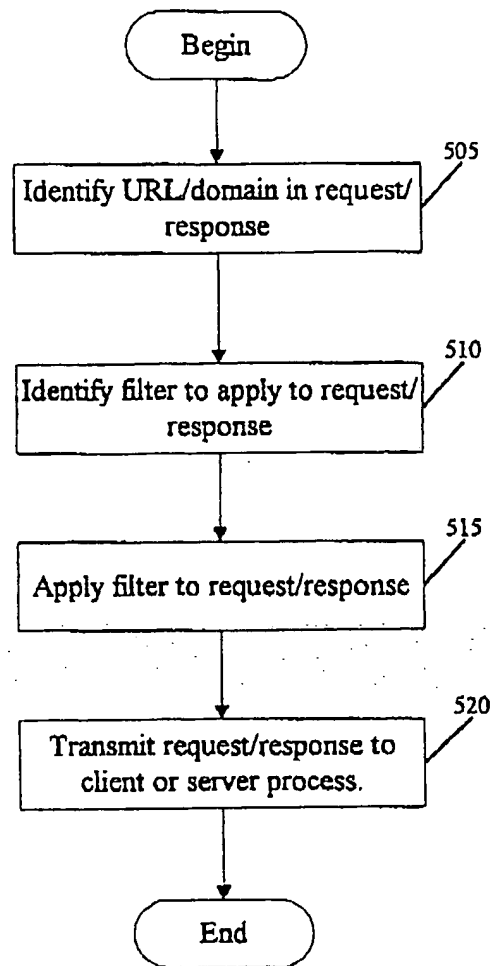 Begin
505
Identify URL/domain in request/
response
510
Identify filter to apply to request/
response
515
Apply filter to request/response
520
Transmit request/response to
client or server process.
End